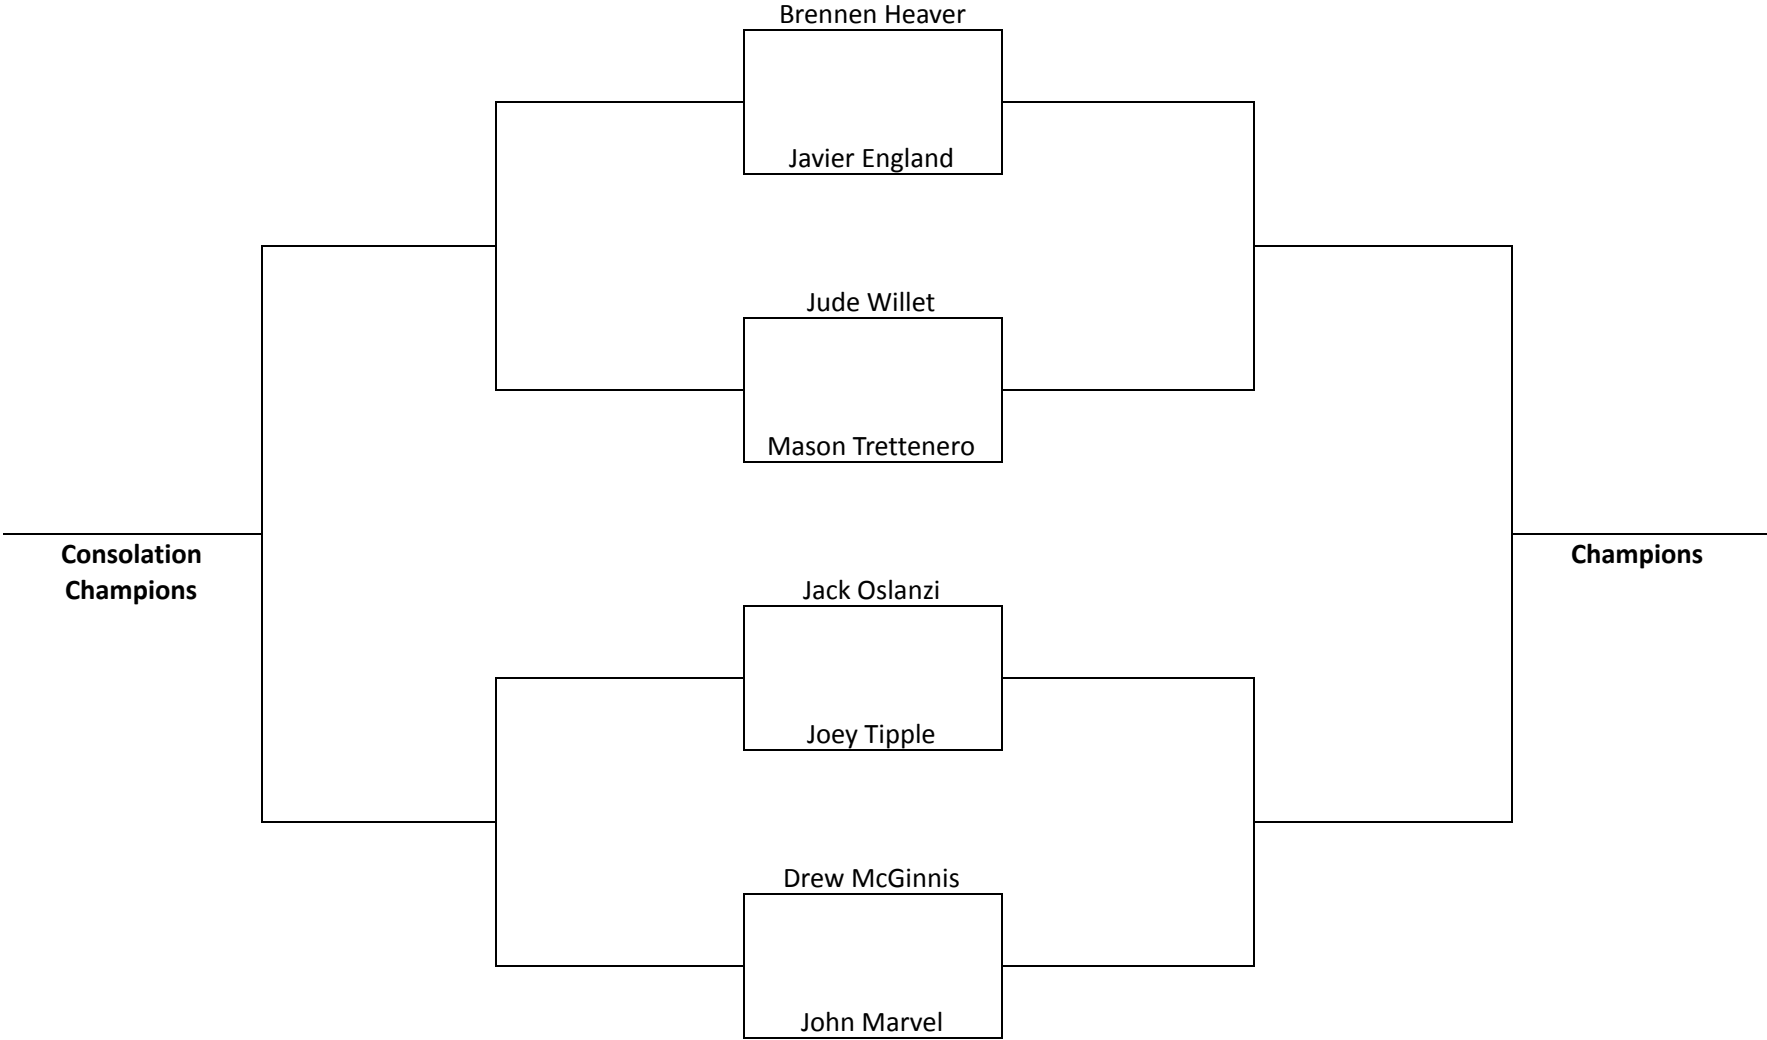 Brennen Heaver
Javier England
Jude Willet
Mason Trettenero
Consolation
Champions
Champions
Jack Oslanzi
Joey Tipple
Drew McGinnis
John Marvel